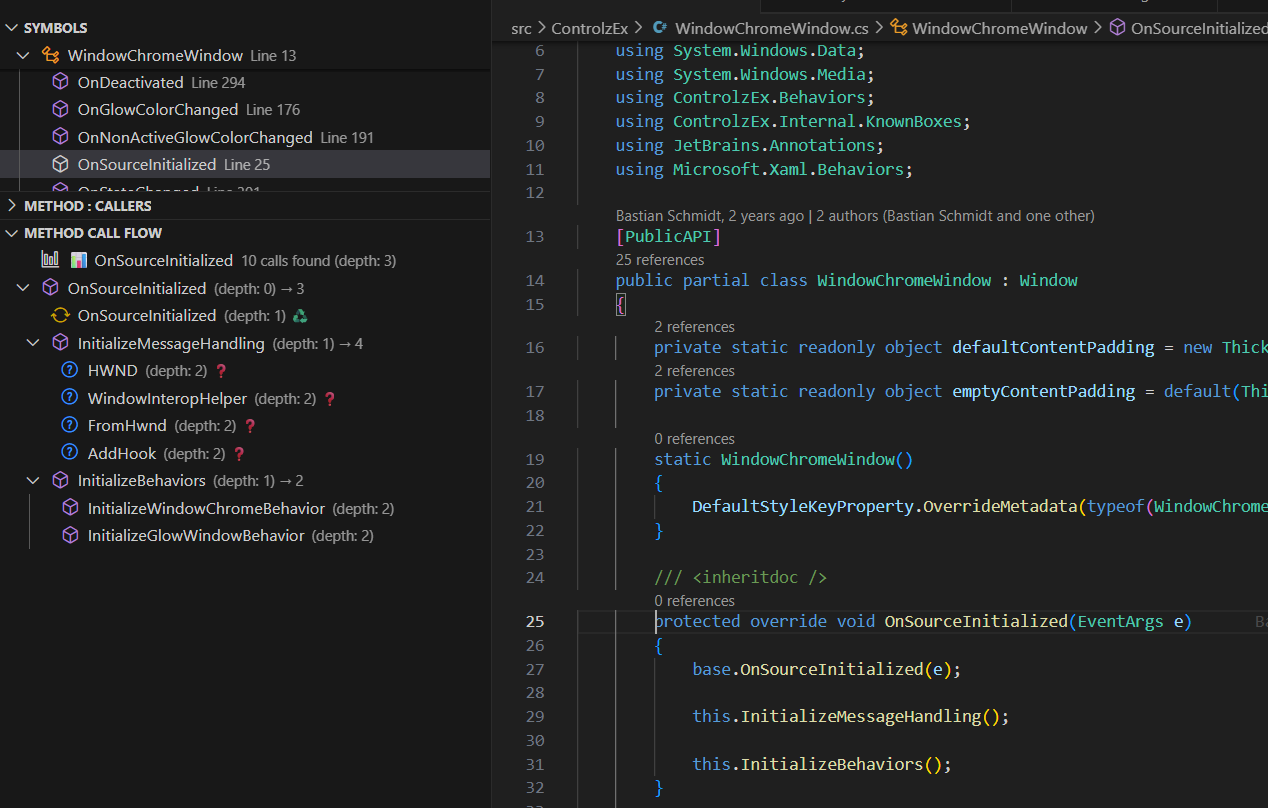 SYMBOLS
WindowChromeWindow Line 13
OnDeactivated Line 294
OnGlowColorChanged Line 176
OnNonActiveGlowColorChanged Line 191
OnSourceInitialized Line 25
OnStateChanged Line 301
METHOD : CALLERS
METHOD CALL FLOW
OnSourceInitialized 10 calls found (depth: 3)
OnSourceInitialized (depth: 0) → 3
OnSourceInitialized (depth: 1) ♻
InitializeMessageHandling (depth: 1) → 4
HWND (depth: 2) ❓
WindowInteropHelper (depth: 2) ❓
FromHwnd (depth: 2) ❓
AddHook (depth: 2) ❓
InitializeBehaviors (depth: 1) → 2
InitializeWindowChromeBehavior (depth: 2)
InitializeGlowWindowBehavior (depth: 2)
src > ControlzEx > WindowChromeWindow.cs > WindowChromeWindow > OnSourceInitialized
6 using System.Windows.Data;
7 using System.Windows.Media;
8 using ControlzEx.Behaviors;
9 using ControlzEx.Internal.KnownBoxes;
10 using JetBrains.Annotations;
11 using Microsoft.Xaml.Behaviors;
12
Bastian Schmidt, 2 years ago | 2 authors (Bastian Schmidt and one other)
13 [PublicAPI]
25 references
14 public partial class WindowChromeWindow : Window
15 {
2 references
16 private static readonly object defaultContentPadding = new Thick
2 references
17 private static readonly object emptyContentPadding = default(Thi
18
0 references
19 static WindowChromeWindow()
20 {
21 DefaultStyleKeyProperty.OverrideMetadata(typeof(WindowChrome
22 }
23
24 /// <inheritdoc />
0 references
25 protected override void OnSourceInitialized(EventArgs e)
26 {
27 base.OnSourceInitialized(e);
28
29 this.InitializeMessageHandling();
30
31 this.InitializeBehaviors();
32 }